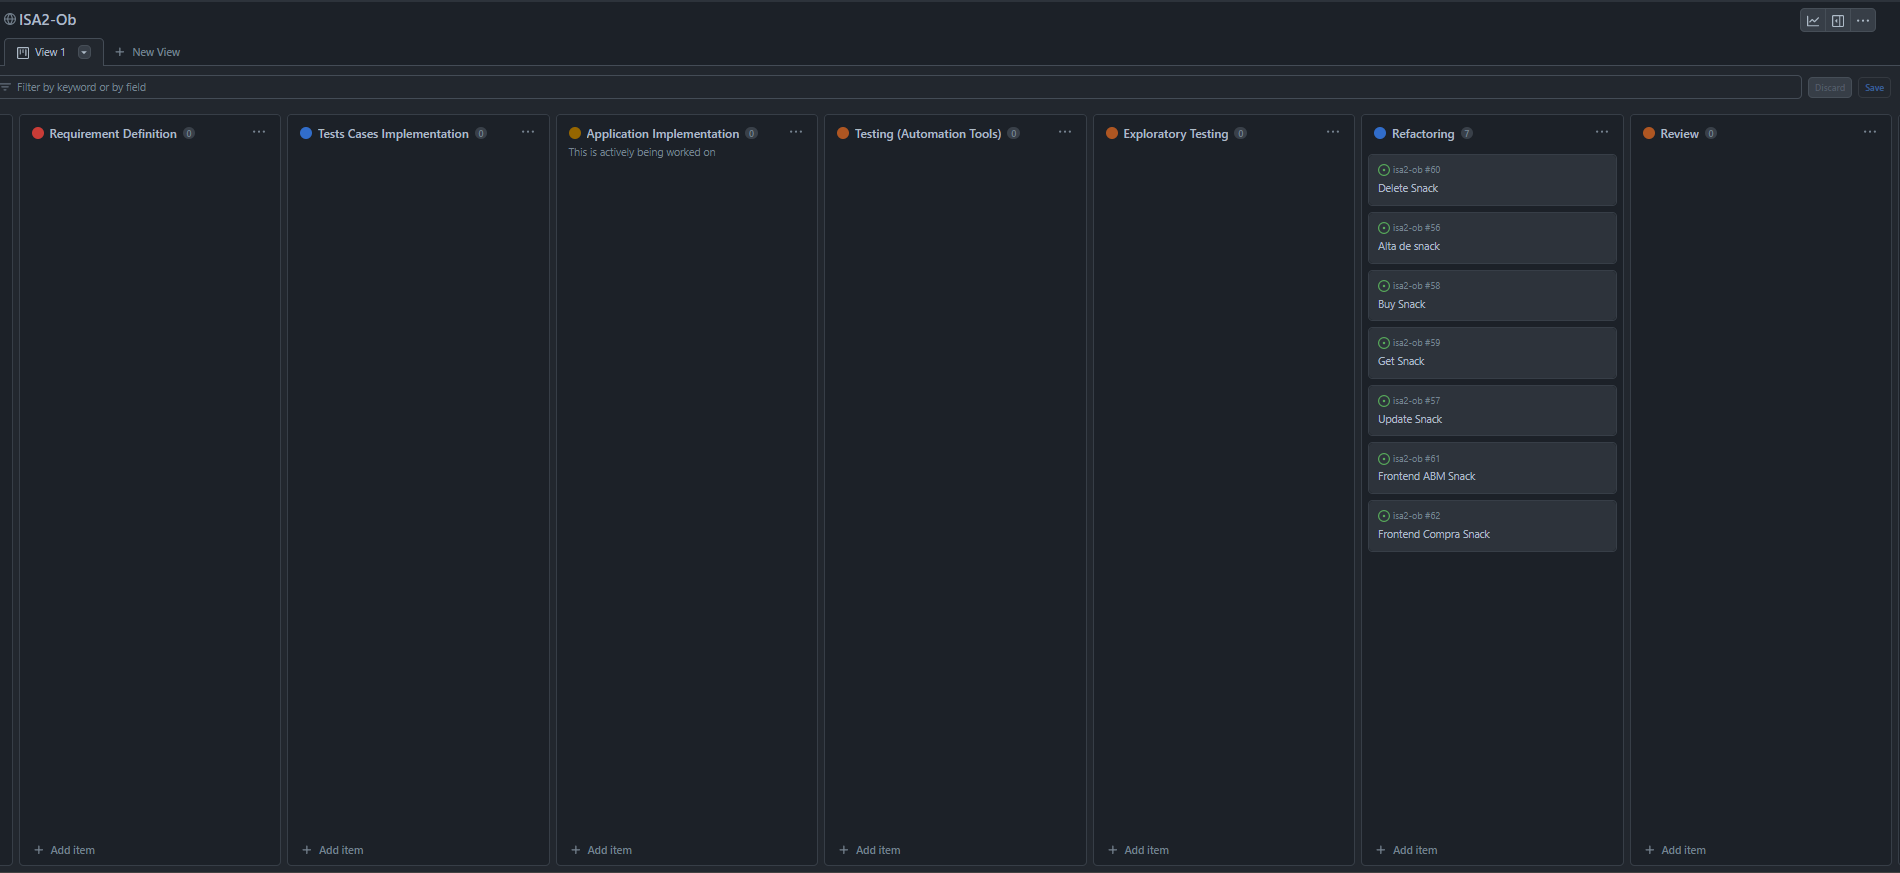 ISA2-Ob
View 1
New View
Filter by keyword or by field
Discard
Save
Requirement Definition 0
Add item
Tests Cases Implementation 0
Add item
Application Implementation 0
This is actively being worked on
Add item
Testing (Automation Tools) 0
Add item
Exploratory Testing 0
Add item
Refactoring 7
isa2-ob #60
Delete Snack
isa2-ob #56
Alta de snack
isa2-ob #58
Buy Snack
isa2-ob #59
Get Snack
isa2-ob #57
Update Snack
isa2-ob #61
Frontend ABM Snack
isa2-ob #62
Frontend Compra Snack
Add item
Review 0
Add item